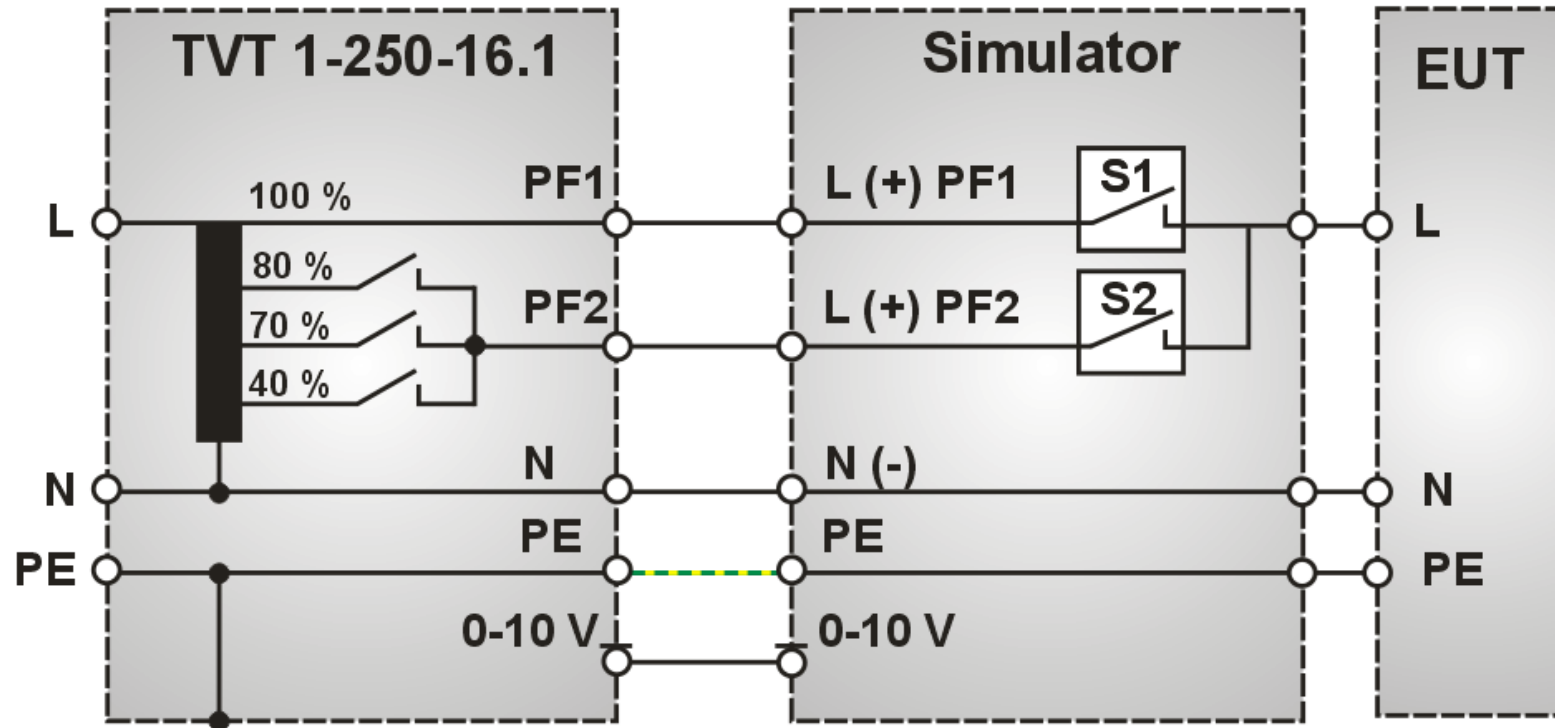 TVT 1-250-16.1
Simulator
EUT
100 %
PF1
L (+) PF1
S1
L
L
80 %
70 %
40 %
PF2
L (+) PF2
S2
N
N
N (-)
N
PE
PE
PE
PE
0-10 V
0-10 V